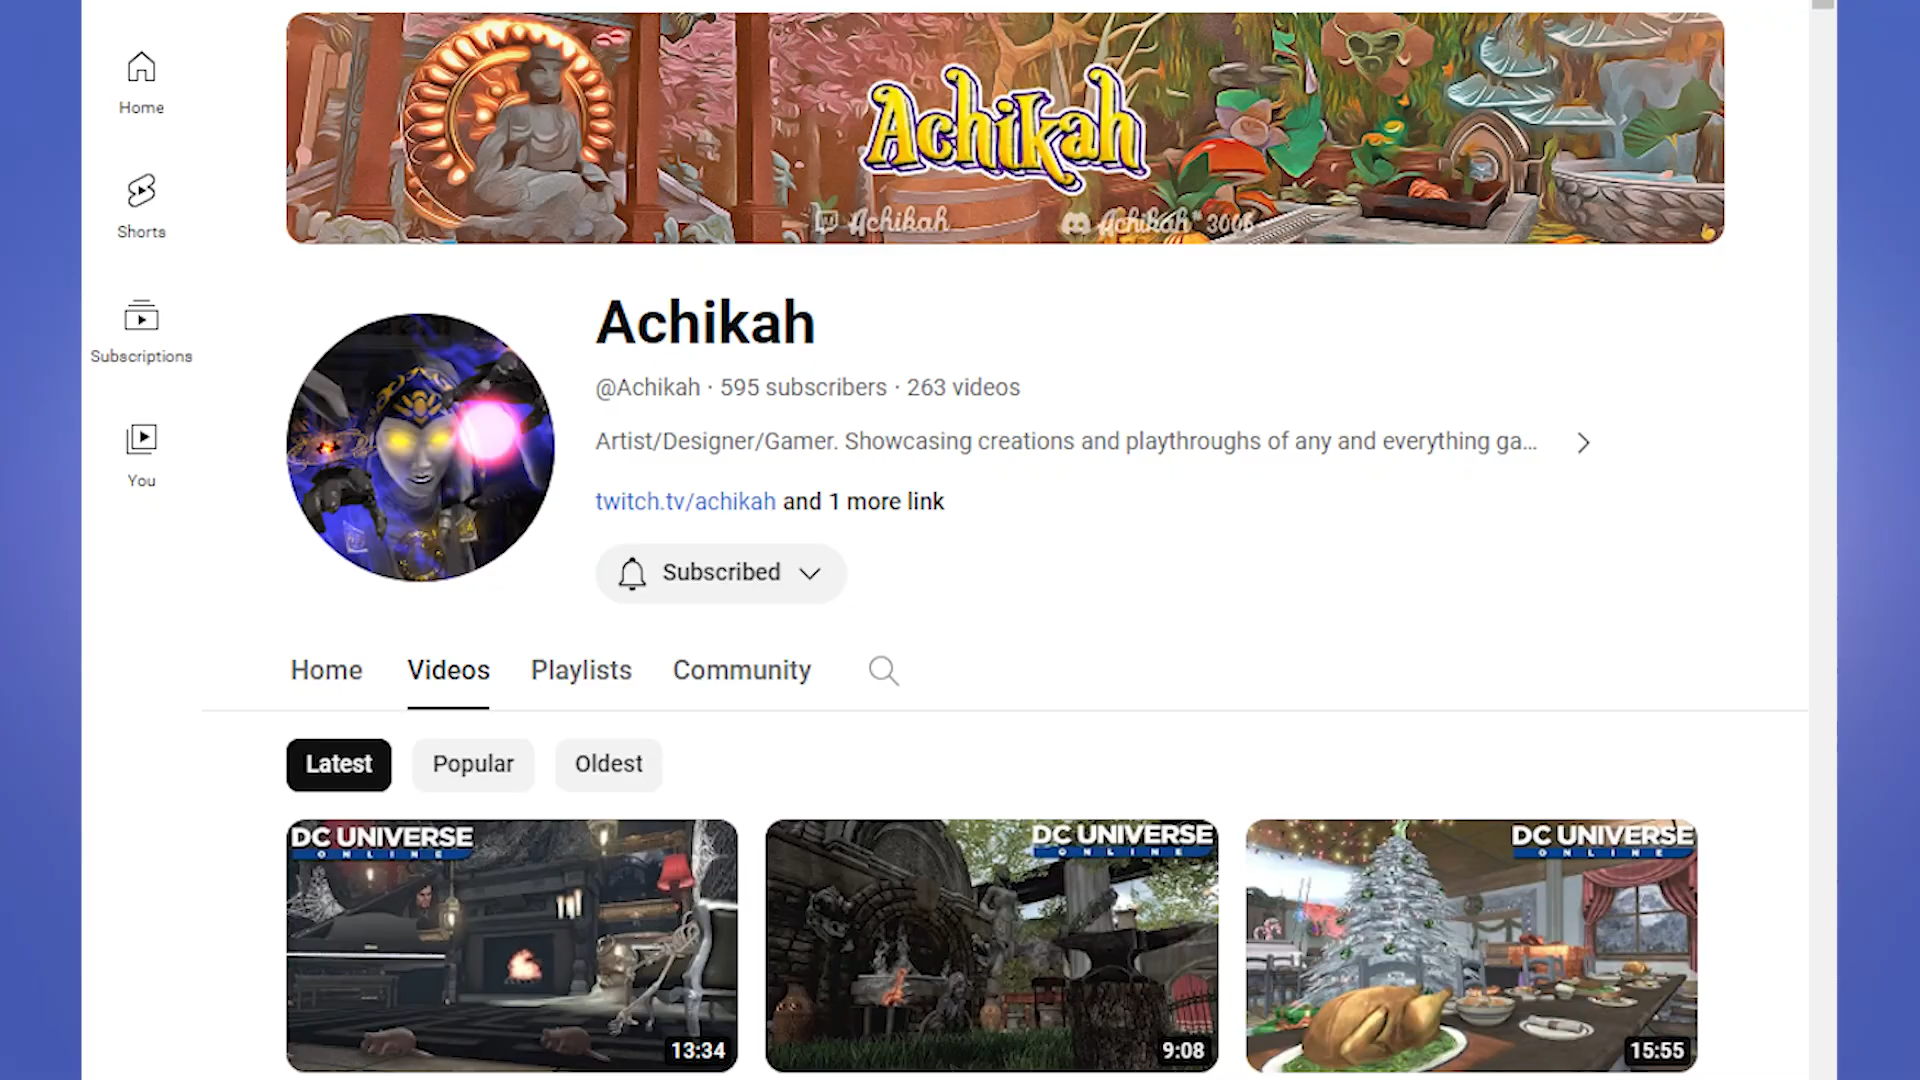 Home
Shorts
Subscriptions
You
Achikah
Achikah
Achikah#3006
Achikah
@Achikah · 595 subscribers · 263 videos
Artist/Designer/Gamer. Showcasing creations and playthroughs of any and everything ga...
twitch.tv/achikah and 1 more link
Subscribed
Home Videos Playlists Community
Latest Popular Oldest
DC UNIVERSE
ONLINE
13:34
DC UNIVERSE
ONLINE
9:08
DC UNIVERSE
ONLINE
15:55